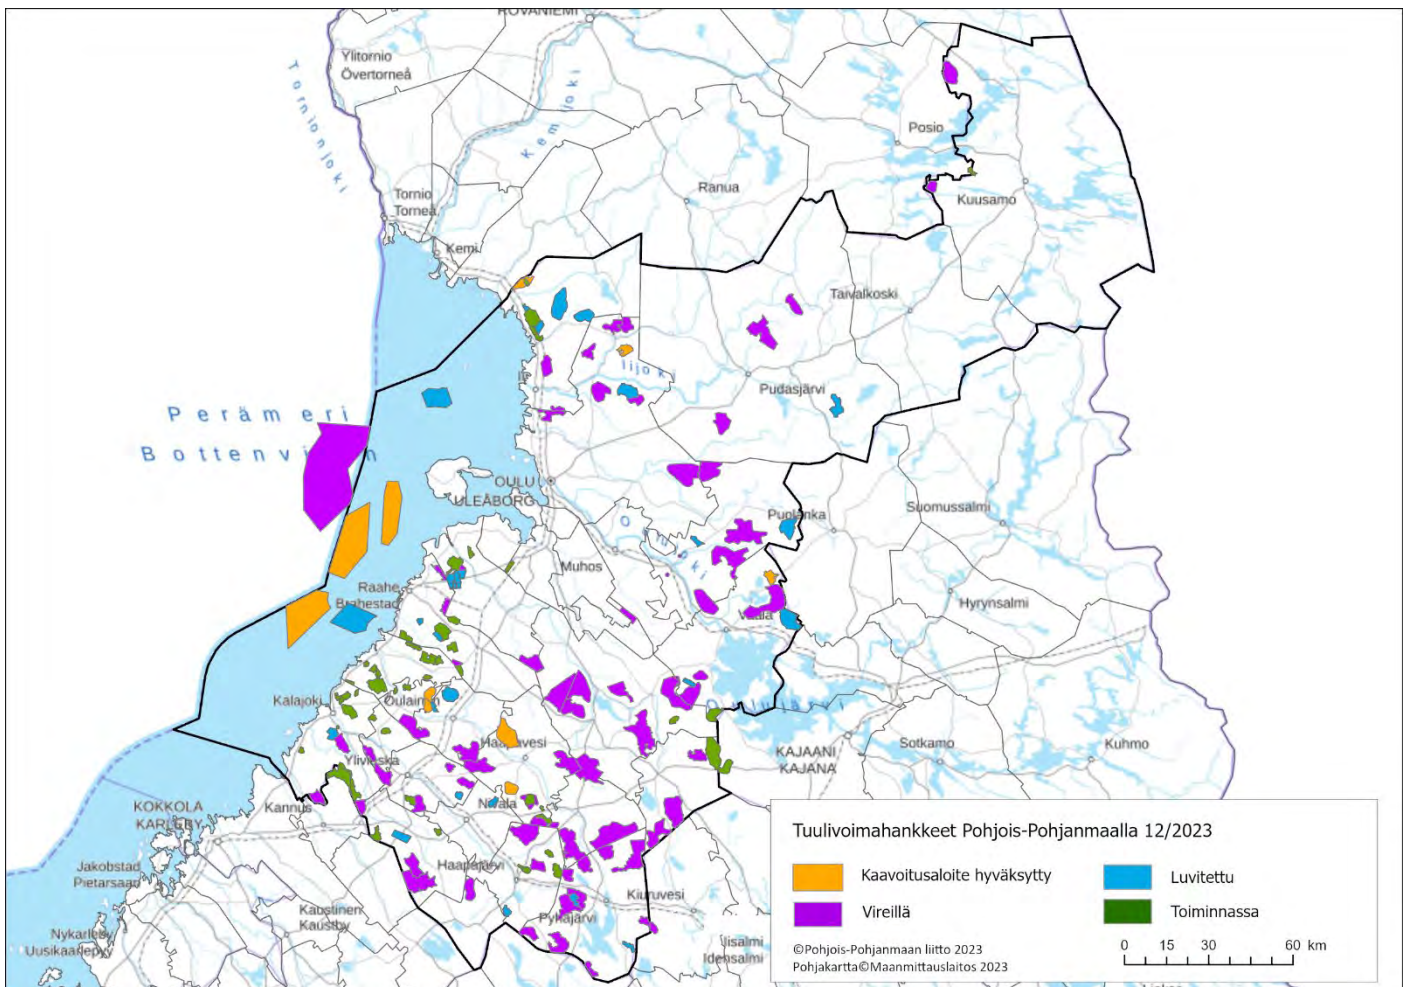 ROVANIEMI
Ylitornio
Övertorneå
Tornionjoki
Kemijoki
Posio
Ranua
Tornio
Torneå
Kuusamo
Kemi
Taivalkoski
Ii
Iijoki
Pudasjärvi
Perämeri
Bottenviken
OULU
ULEÅBORG
Puolanka
Suomussalmi
Oulujoki
Muhos
Raahe
Brahestad
Hyrynsalmi
Vaala
Kalajoki
Oulainen
Oulujärvi
Haapavesi
KAJAANI
KAJANA
Sotkamo
Kuhmo
Ylivieska
KOKKOLA
KARLEBY
Kannus
Nivala
Jakobstad
Pietarsaari
Haapajärvi
Kiuruvesi
Kaustinen
Kaustby
Pyhäjärvi
Nykarleby
Uusikaarlepyy
Iisalmi
Idensalmi
Tuulivoimahankkeet Pohjois-Pohjanmaalla 12/2023
Kaavoitusaloite hyväksytty
Luvitettu
Vireillä
Toiminnassa
©Pohjois-Pohjanmaan liitto 2023
Pohjakartta©Maanmittauslaitos 2023
0 15 30 60 km